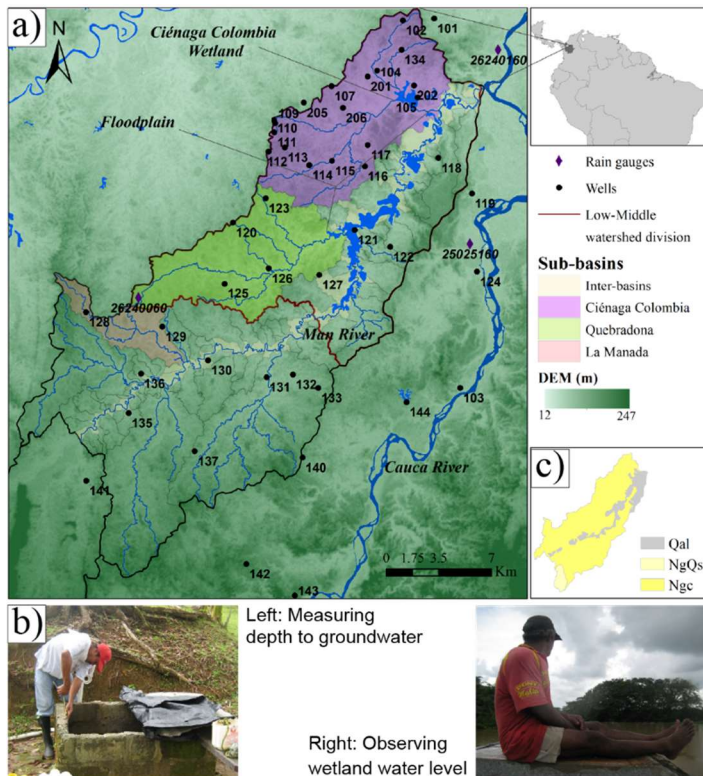 a)
N
Ciénaga Colombia
Wetland
Floodplain
102
101
134
26240160
104
201
107
202
105
205
206
109
110
111
112
113
117
114
115
116
118
123
119
120
121
122
25025160
124
125
126
127
26240060
128
129
Man River
130
136
131
132
133
135
144
103
137
140
141
Cauca River
142
143
0 1.75 3.5 7
Km
Rain gauges
Wells
Low-Middle
watershed division
Sub-basins
Inter-basins
Ciénaga Colombia
Quebradona
La Manada
DEM (m)
12 247
c)
Qal
NgQs
Ngc
b)
Left: Measuring
depth to groundwater
Right: Observing
wetland water level